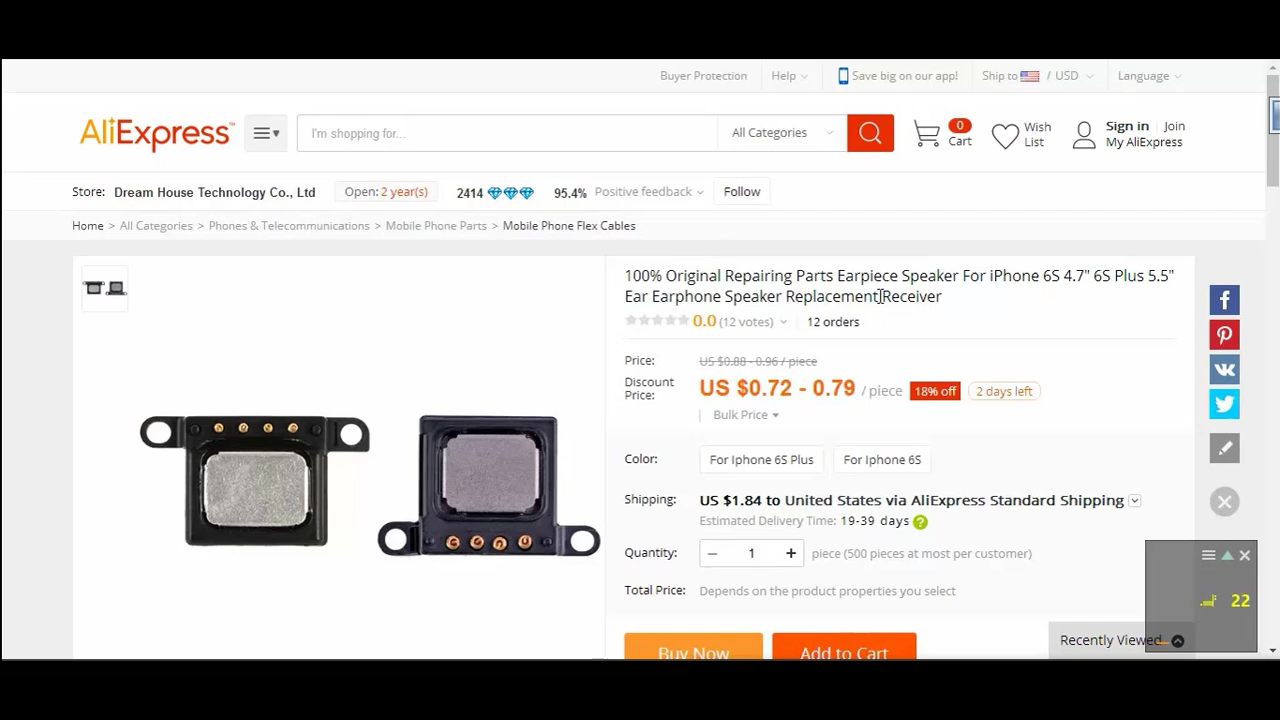 Buyer Protection Help Save big on our app! Ship to / USD Language
AliExpress I'm shopping for... All Categories 0 Cart Wish List Sign in Join My AliExpress
Store: Dream House Technology Co., Ltd Open: 2 year(s) 2414 95.4% Positive feedback Follow
Home > All Categories > Phones & Telecommunications > Mobile Phone Parts > Mobile Phone Flex Cables
100% Original Repairing Parts Earpiece Speaker For iPhone 6S 4.7" 6S Plus 5.5"
Ear Earphone Speaker Replacement Receiver
0.0 (12 votes) 12 orders
Price: US $0.88 - 0.96 / piece
Discount Price: US $0.72 - 0.79 / piece 18% off 2 days left
Bulk Price
Color: For Iphone 6S Plus For Iphone 6S
Shipping: US $1.84 to United States via AliExpress Standard Shipping
Estimated Delivery Time: 19-39 days ?
Quantity: − 1 + piece (500 pieces at most per customer)
Total Price: Depends on the product properties you select
22
Recently Viewed
Buy Now Add to Cart